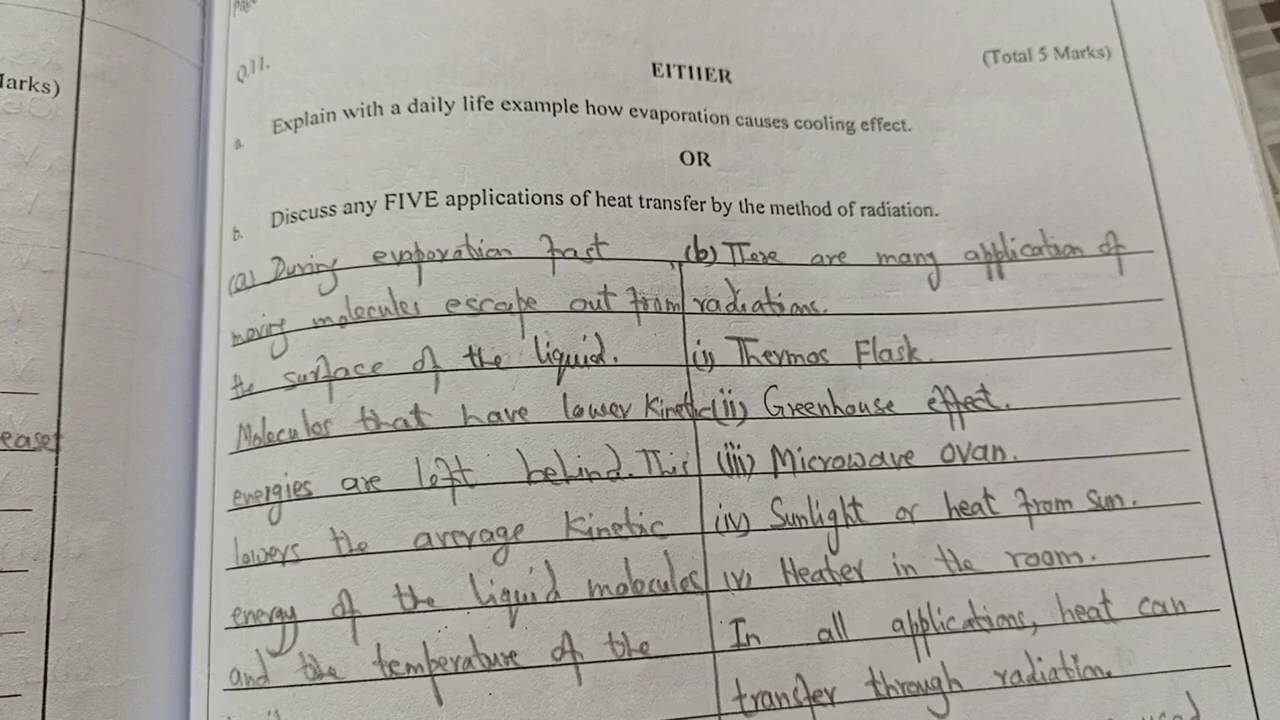 arks)
Q.11.
(Total 5 Marks)
EITHER
a. Explain with a daily life example how evaporation causes cooling effect.
OR
b. Discuss any FIVE applications of heat transfer by the method of radiation.
(a) During evaporation fast
moving molecules escape out from
the surface of the liquid.
Molecules that have lower Kinetic
energies are left behind. This
lowers the average Kinetic
energy of the liquid molecules
and the temperature of the
(b) There are many application of
radiations.
(i) Thermos Flask.
(ii) Greenhouse effect.
(iii) Microwave ovan.
(iv) Sunlight or heat from sun.
(v) Heater in the room.
In all applications, heat can
transfer through radiation.